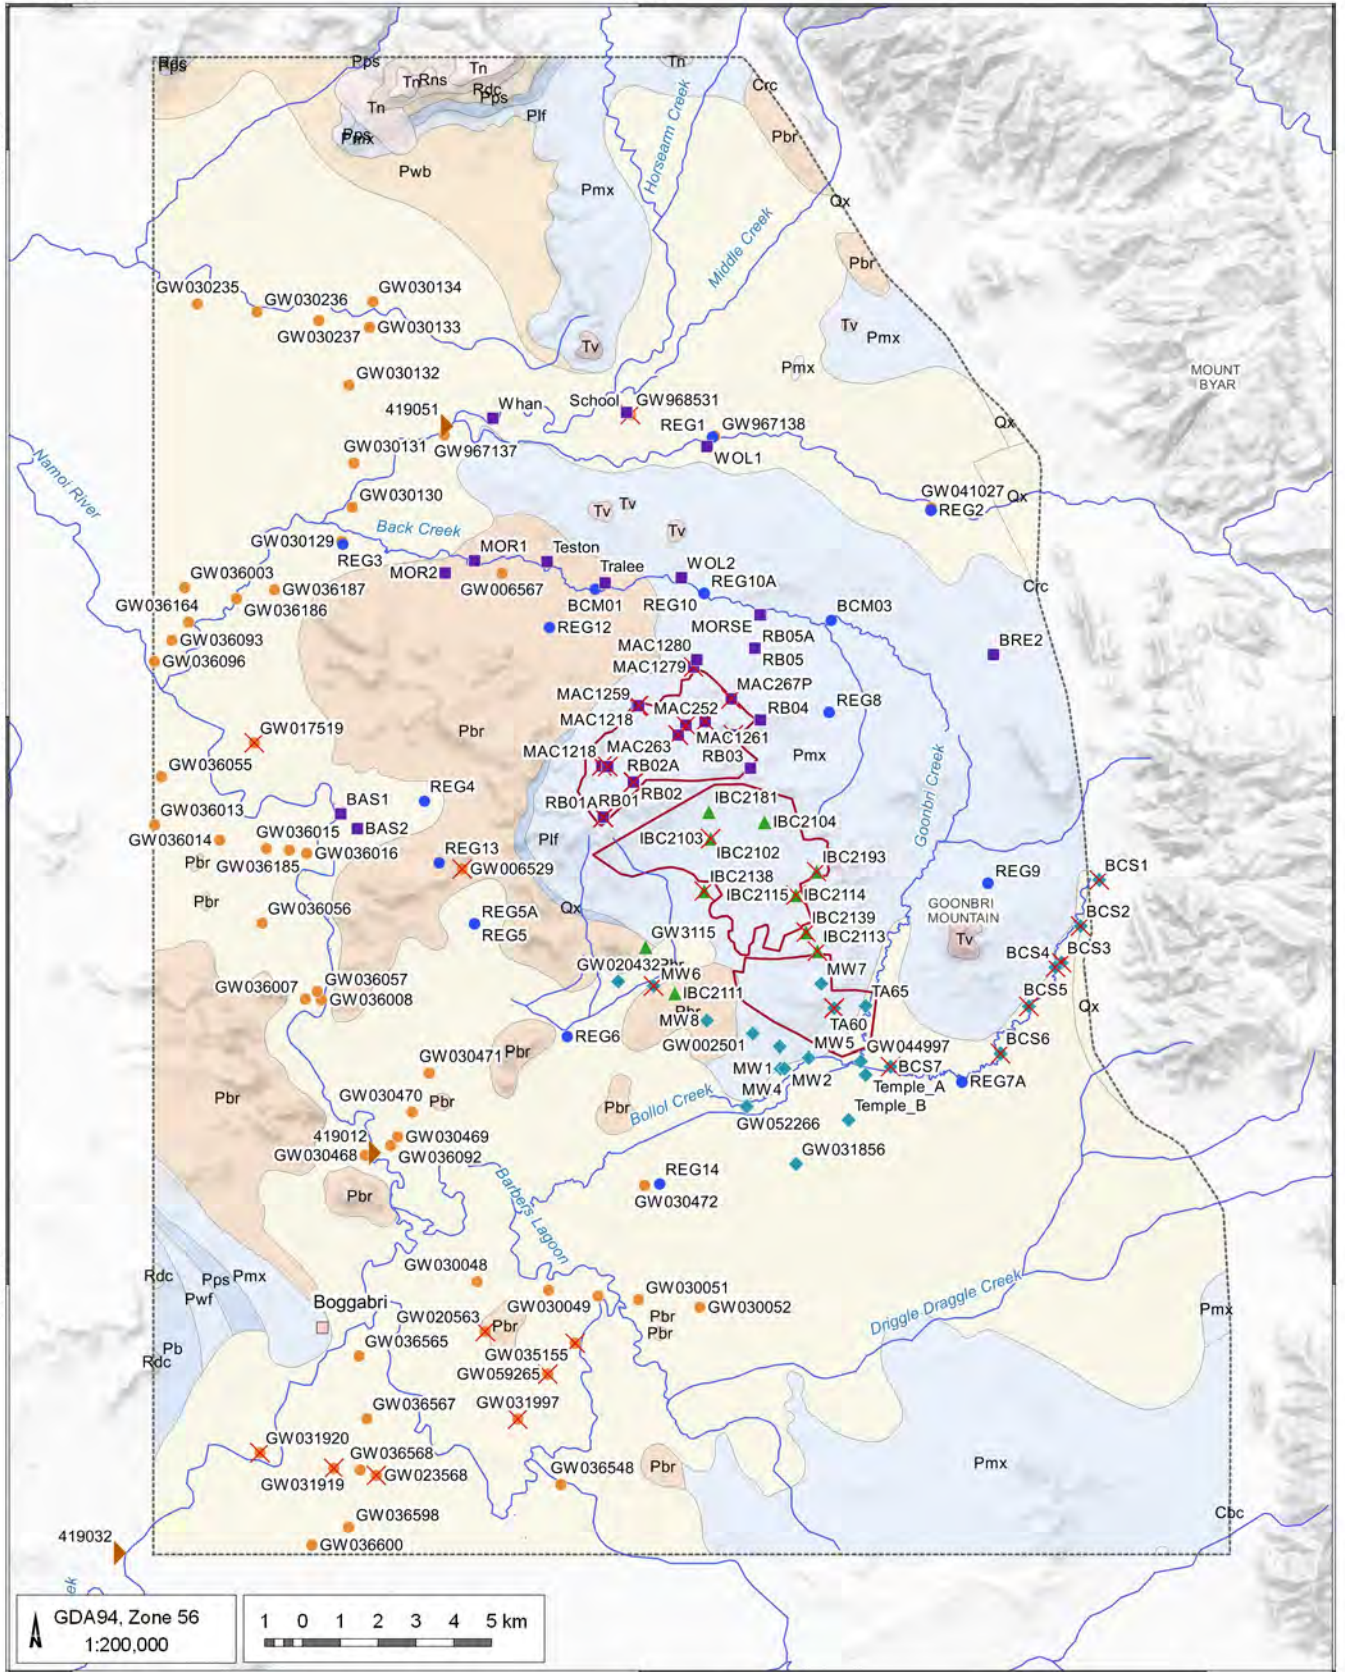 Rdc
Pps
Pps
Tn
Rns
Tn
Rdc
Pps
Tn
Pps
Pmx
Plf
Tn
Crc
Pbr
Pwb
Pmx
Horsearm Creek
Middle Creek
Qx
Pbr
GW030235
GW030236
GW030134
GW030237
GW030133
Tv
Tv
Pmx
Pmx
GW030132
MOUNT
BYAR
419051
Whan
School
GW968531
REG1
GW967138
Qx
GW967137
WOL1
GW030131
Namoi River
GW030130
Tv
Tv
Tv
GW041027
Qx
REG2
Back Creek
GW030129
REG3
MOR1
Teston
MOR2
GW006567
Tralee
WOL2
REG10A
Crc
GW036003
GW036187
GW036164
GW036186
BCM01
REG10
BCM03
REG12
MORSE
GW036093
RB05A
BRE2
GW036096
MAC1280
RB05
MAC1279
MAC1259
MAC267P
MAC252
REG8
MAC1218
RB04
GW017519
Pbr
MAC1261
MAC1218
MAC263
RB03
Pmx
GW036055
RB02A
RB02
REG4
BAS1
RB01A
RB01
IBC2181
Goonbri Creek
GW036013
BAS2
IBC2104
GW036014
GW036015
Plf
IBC2103
IBC2102
Pbr
GW036016
GW036185
REG13
GW006529
IBC2193
IBC2138
REG9
BCS1
Pbr
IBC2115
IBC2114
GOONBRI
MOUNTAIN
GW036056
REG5A
Qx
IBC2139
BCS2
REG5
GW3115
IBC2113
Tv
BCS3
BCS4
GW020432
Pbr
MW6
MW7
GW036057
GW036007
GW036008
IBC2111
TA65
BCS5
Qx
Pbr
MW8
TA60
REG6
GW002501
MW5
GW044997
BCS6
GW030471
Pbr
MW1
MW2
BCS7
REG7A
MW4
Temple_A
Pbr
GW030470
Pbr
Pbr
Bollol Creek
Temple_B
GW052266
419012
GW030469
GW030468
GW036092
GW031856
REG14
Pbr
Barbers Lagoon
GW030472
Rdc
Pps
Pmx
GW030048
GW030051
Pwf
Boggabri
GW030049
GW030052
Driggle Draggle Creek
Pmx
GW020563
Pbr
Pbr
Pbr
Pb
GW036565
GW035155
Rdc
GW059265
GW036567
GW031997
GW031920
GW036568
Pbr
Pmx
GW031919
GW023568
GW036548
GW036598
Cbc
419032
GW036600
ek
GDA94, Zone 56
1:200,000
1 0 1 2 3 4 5 km